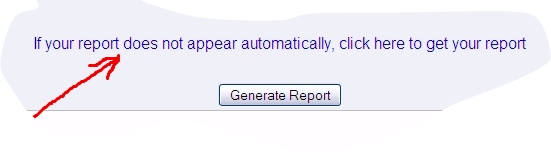 If your report does not appear automatically, click here to get your report
Generate Report